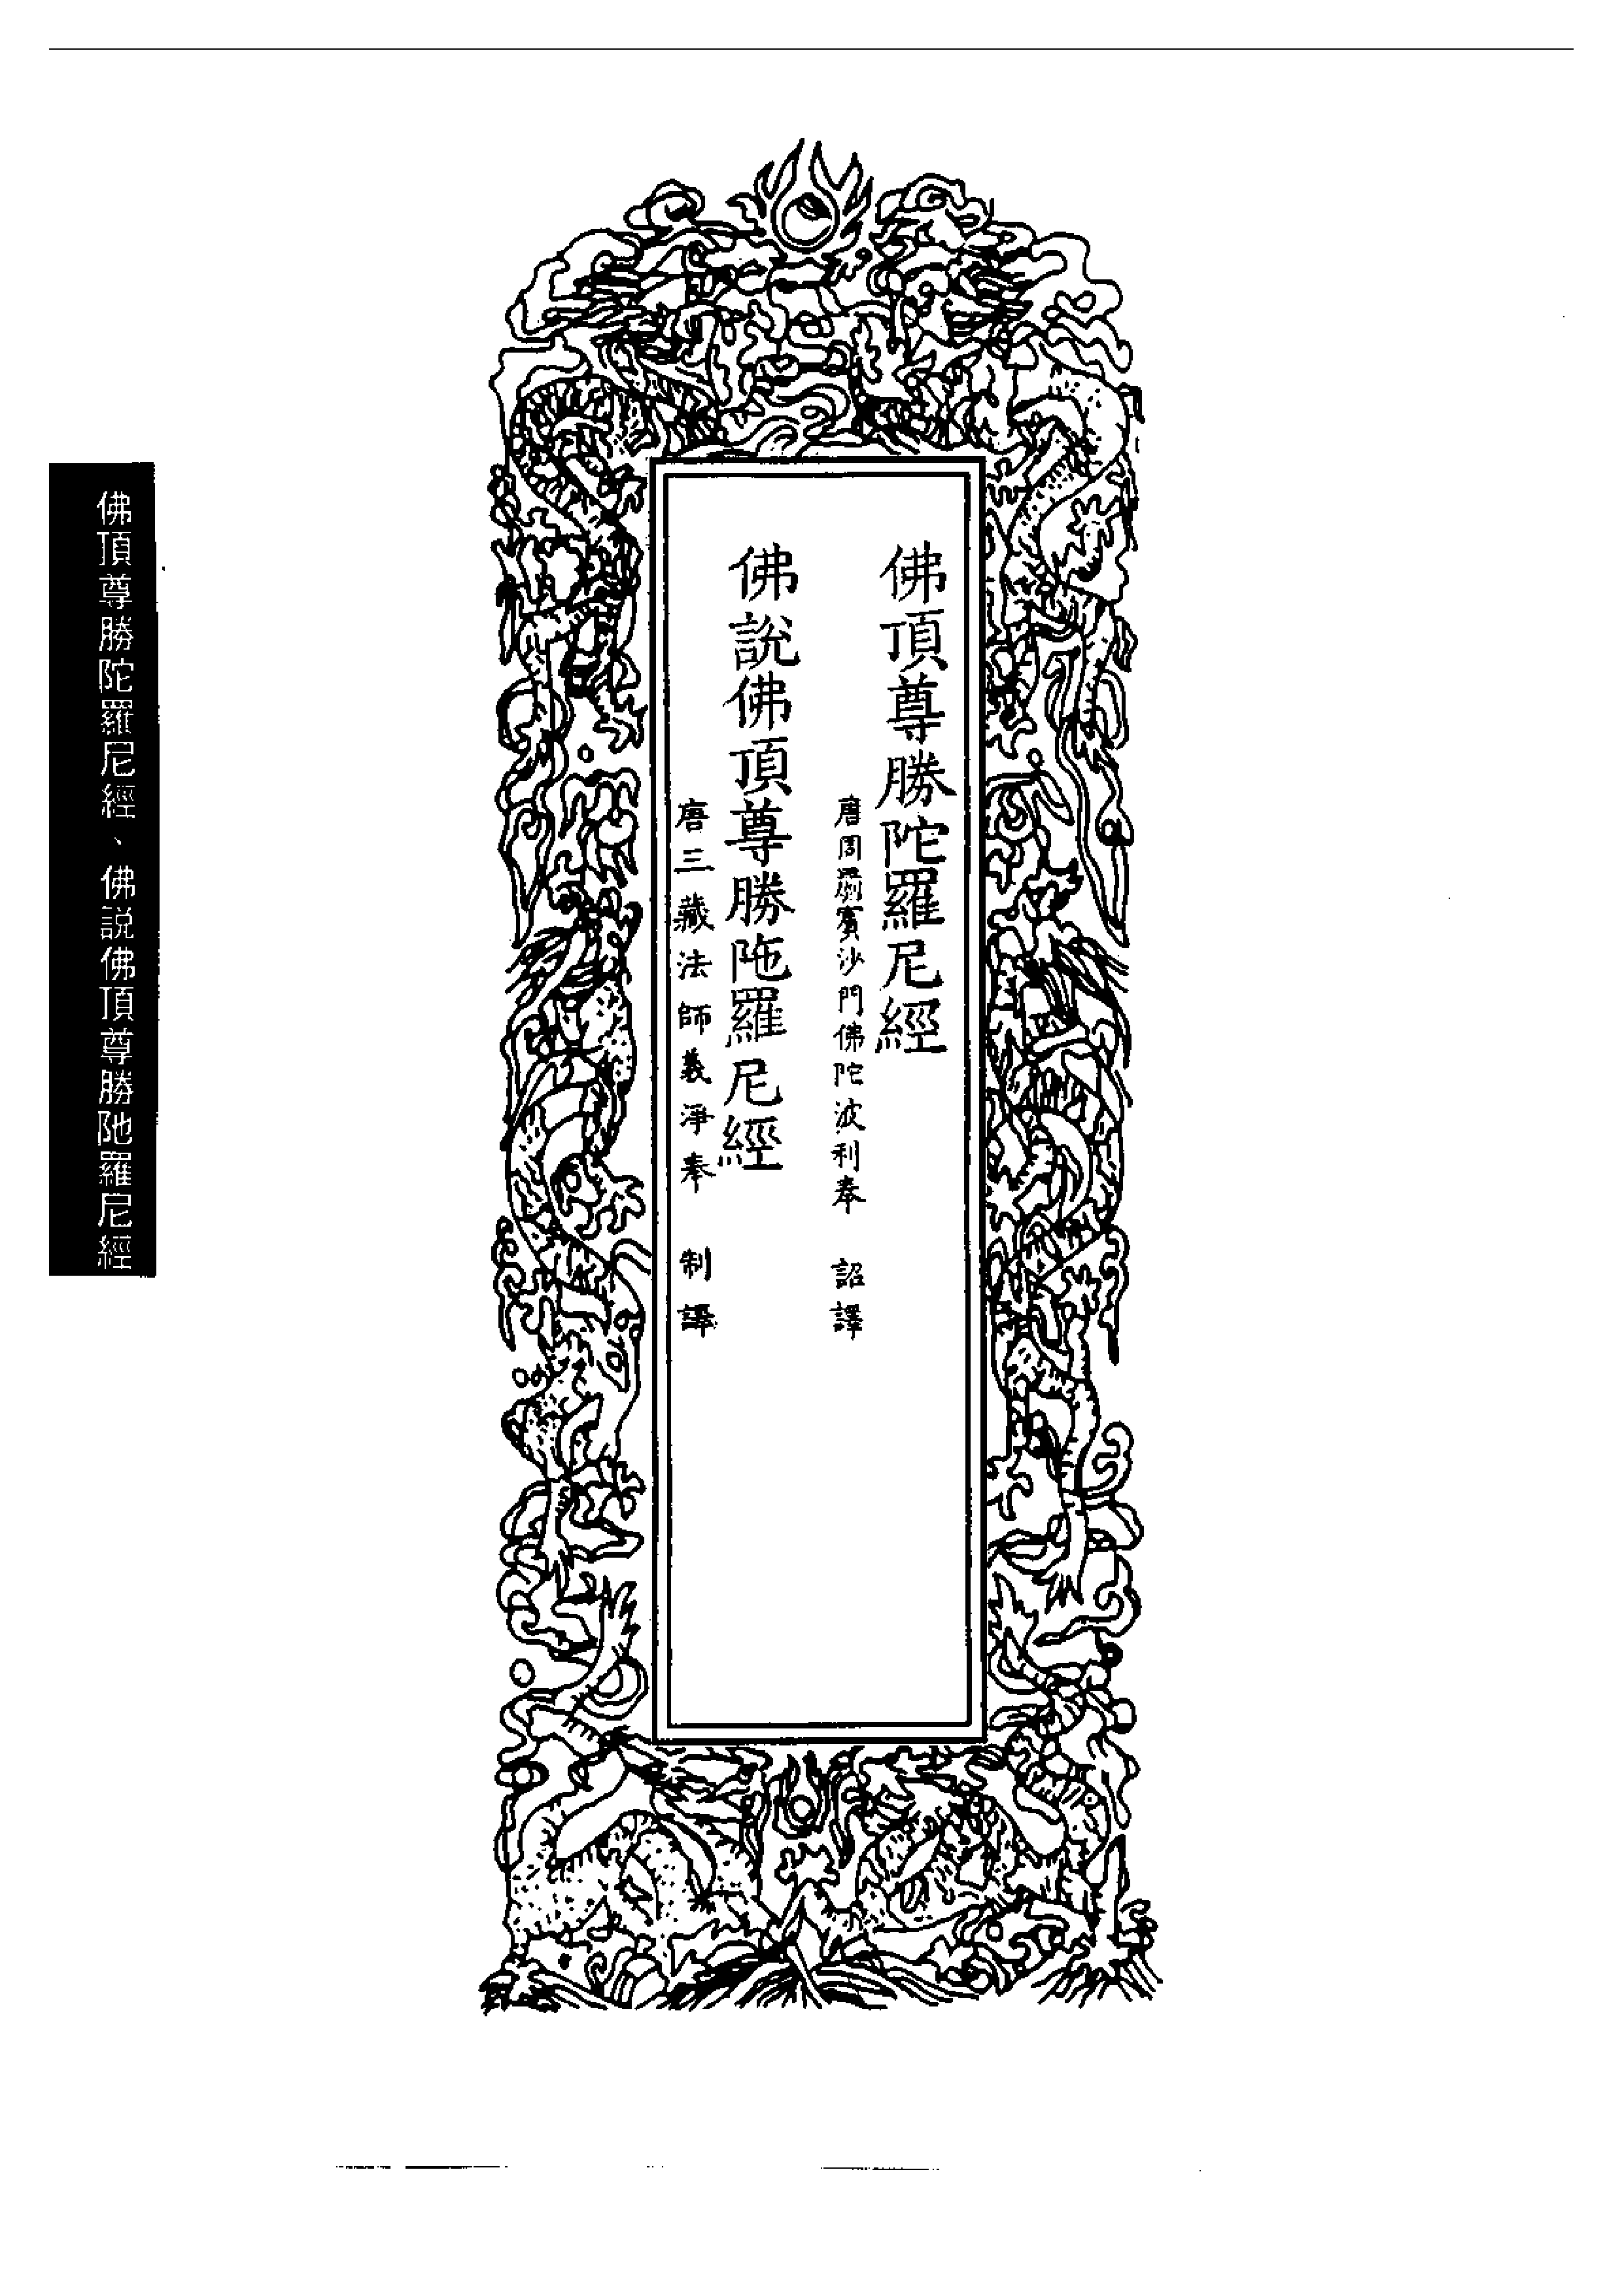 佛頂尊勝陀羅尼經
唐罽賓沙門佛陀波利奉　詔譯
佛說佛頂尊勝陁羅尼經
唐三藏法師義淨奉　制譯
佛頂尊勝陀羅尼經、佛説佛頂尊勝陁羅尼經